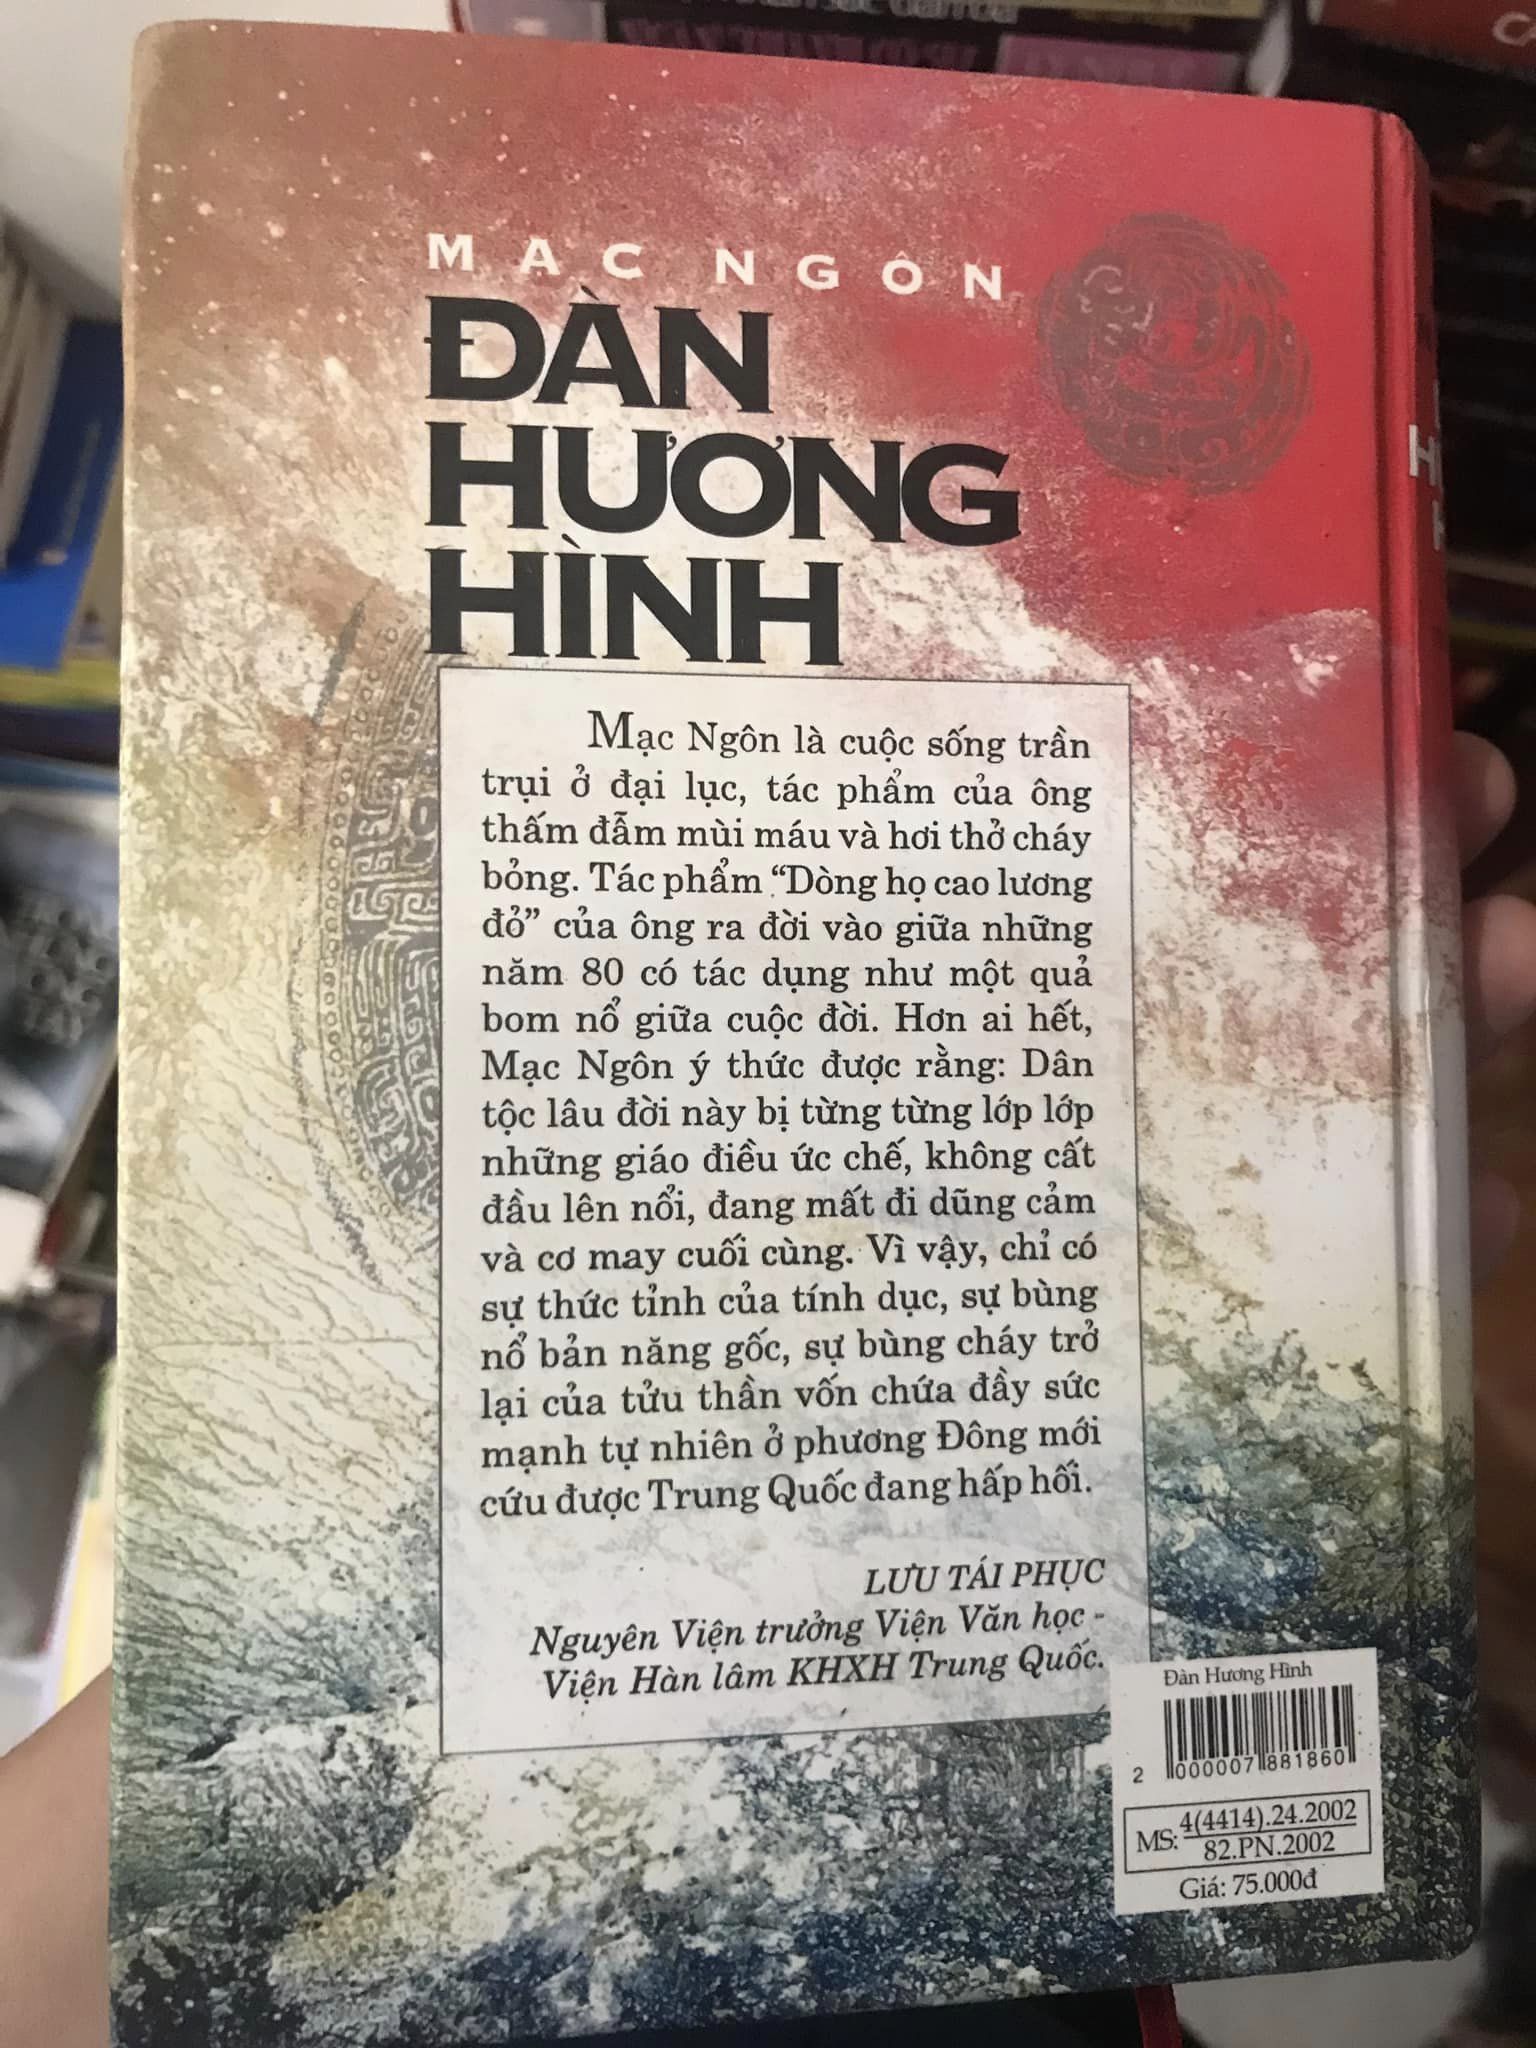 MẠC NGÔN
ĐÀN
HƯƠNG
HÌNH
Mạc Ngôn là cuộc sống trần
trụi ở đại lục, tác phẩm của ông
thấm đẫm mùi máu và hơi thở cháy
bỏng. Tác phẩm “Dòng họ cao lương
đỏ” của ông ra đời vào giữa những
năm 80 có tác dụng như một quả
bom nổ giữa cuộc đời. Hơn ai hết,
Mạc Ngôn ý thức được rằng: Dân
tộc lâu đời này bị từng từng lớp lớp
những giáo điều ức chế, không cất
đầu lên nổi, đang mất đi dũng cảm
và cơ may cuối cùng. Vì vậy, chỉ có
sự thức tỉnh của tính dục, sự bùng
nổ bản năng gốc, sự bùng cháy trở
lại của tửu thần vốn chứa đầy sức
mạnh tự nhiên ở phương Đông mới
cứu được Trung Quốc đang hấp hối.
LƯU TÁI PHỤC
Nguyên Viện trưởng Viện Văn học -
Viện Hàn lâm KHXH Trung Quốc.
Đàn Hương Hình
2 000007 881860
MS: 4(4414).24.2002
82.PN.2002
Giá: 75.000đ